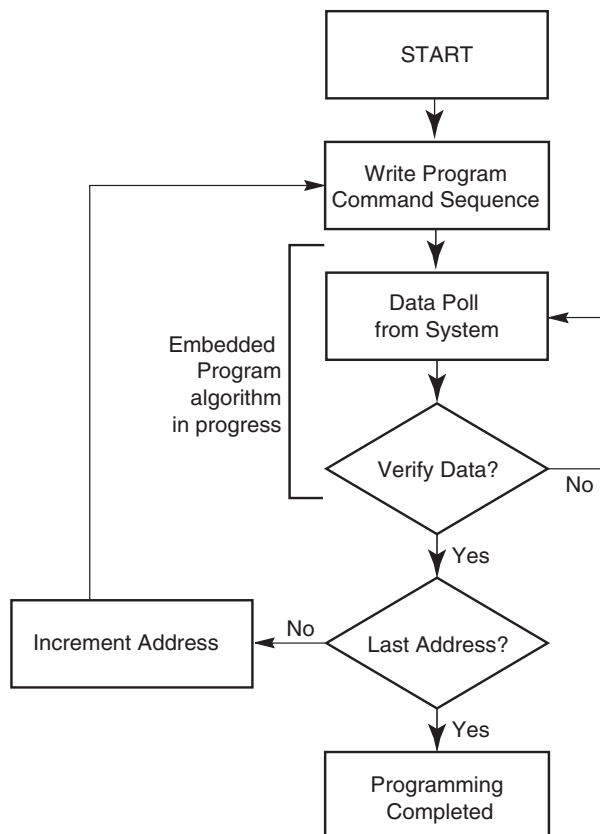 START
Write Program
Command Sequence
Data Poll
from System
Embedded
Program
algorithm
in progress
Verify Data?
No
Yes
Last Address?
No
Increment Address
Yes
Programming
Completed